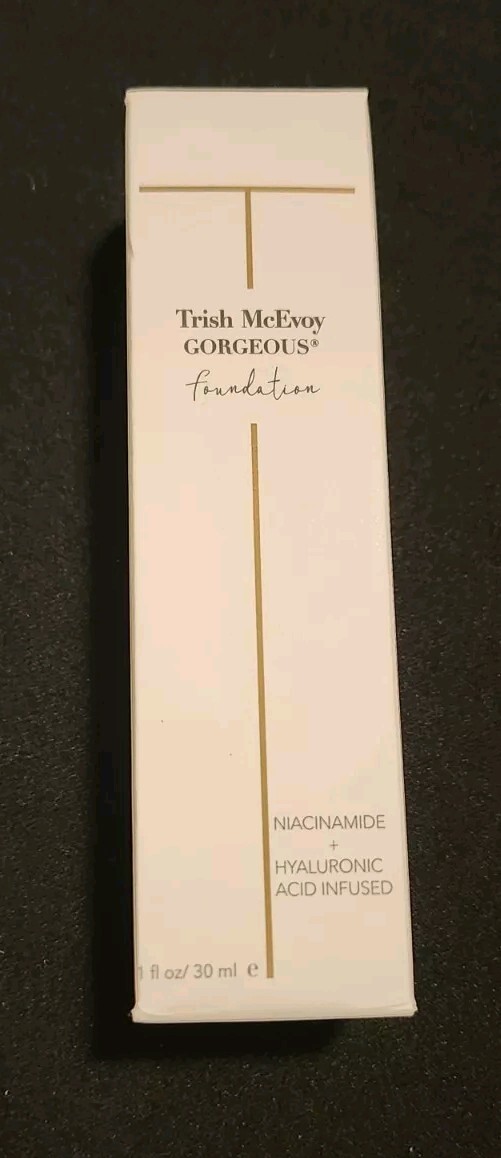 Trish McEvoy
GORGEOUS®
foundation
NIACINAMIDE
+
HYALURONIC
ACID INFUSED
1 fl oz/ 30 ml ℮